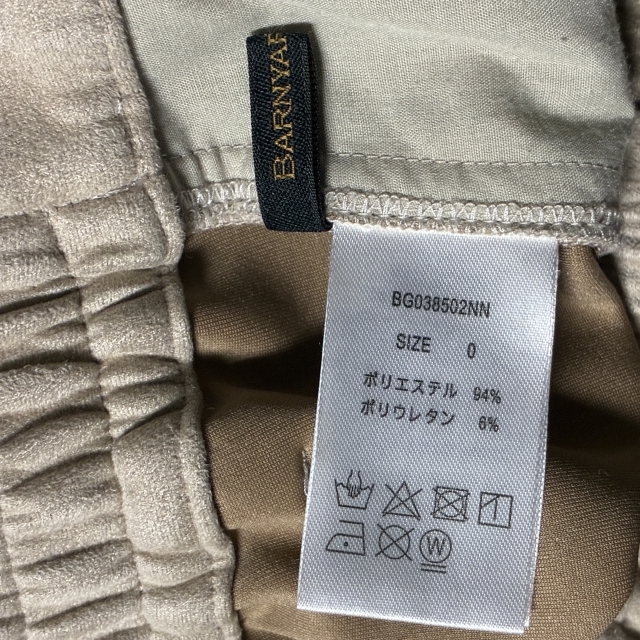 BARNYAR
BG038502NN
SIZE 0
ポリエステル 94%
ポリウレタン 6%
W